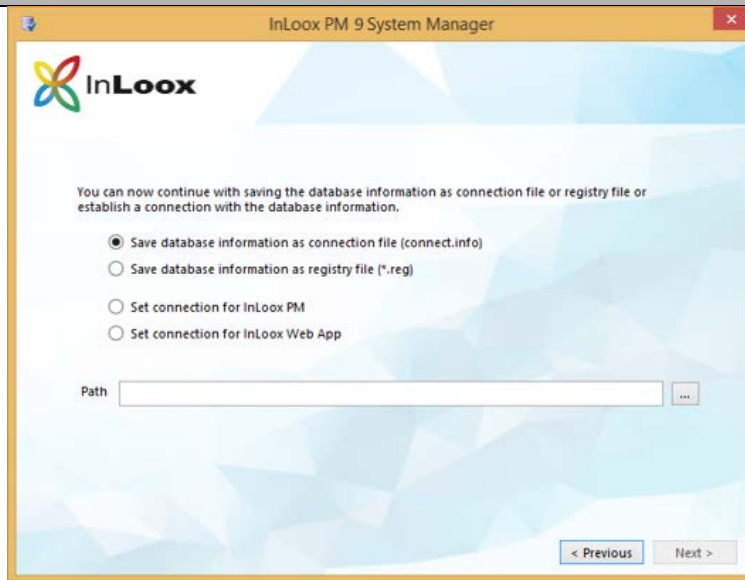 InLoox PM 9 System Manager
InLoox
You can now continue with saving the database information as connection file or registry file or
establish a connection with the database information.
Save database information as connection file (connect.info)
Save database information as registry file (*.reg)
Set connection for InLoox PM
Set connection for InLoox Web App
Path
...
< Previous Next >